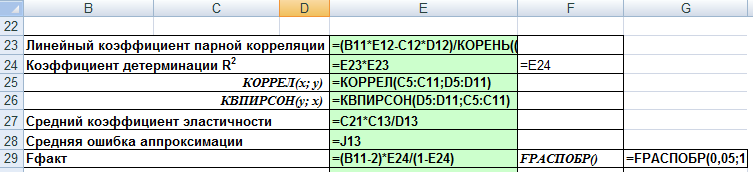 B C D E F G
22
23 Линейный коэффициент парной корреляции =(B11*E12-C12*D12)/КОРЕНЬ((
24 Коэффициент детерминации R² =E23*E23 =E24
25 КОРРЕЛ(x; y) =КОРРЕЛ(C5:C11;D5:D11)
26 КВПИРСОН(y; x) =КВПИРСОН(D5:D11;C5:C11)
27 Средний коэффициент эластичности =C21*C13/D13
28 Средняя ошибка аппроксимации =J13
29 Fфакт =(B11-2)*E24/(1-E24) FРАСПОБР() =FРАСПОБР(0,05;1